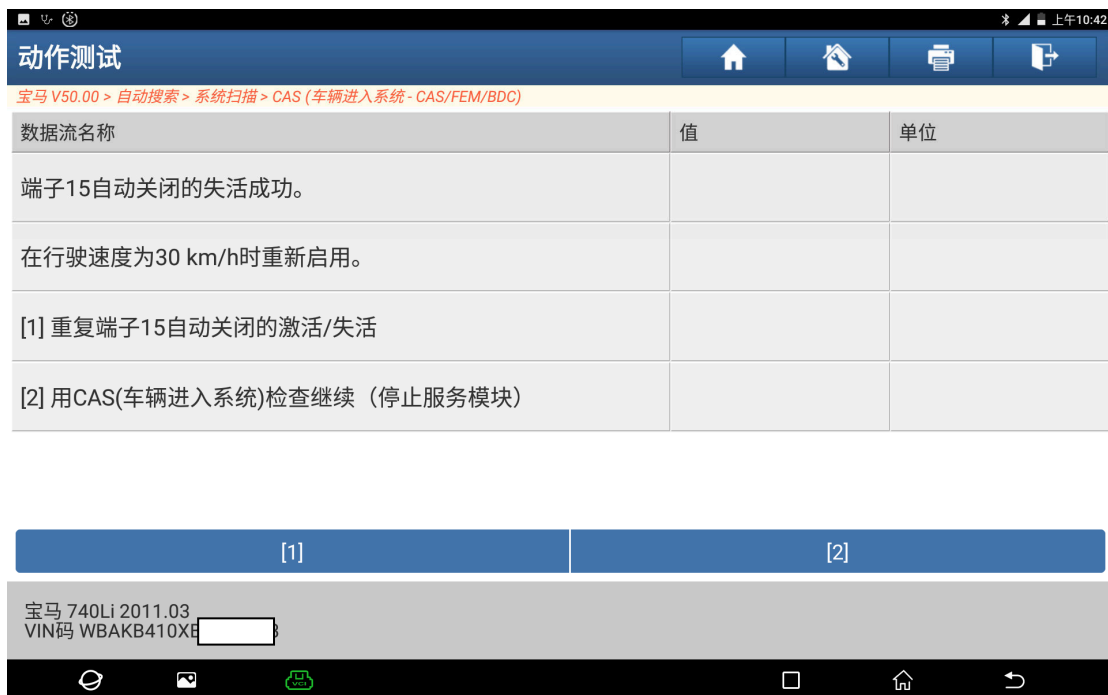 上午10:42
动作测试
宝马 V50.00 > 自动搜索 > 系统扫描 > CAS (车辆进入系统 - CAS/FEM/BDC)
数据流名称 值 单位
端子15自动关闭的失活成功。
在行驶速度为30 km/h时重新启用。
[1] 重复端子15自动关闭的激活/失活
[2] 用CAS(车辆进入系统)检查继续（停止服务模块）
[1] [2]
宝马 740Li 2011.03
VIN码 WBAKB410XE
VCI